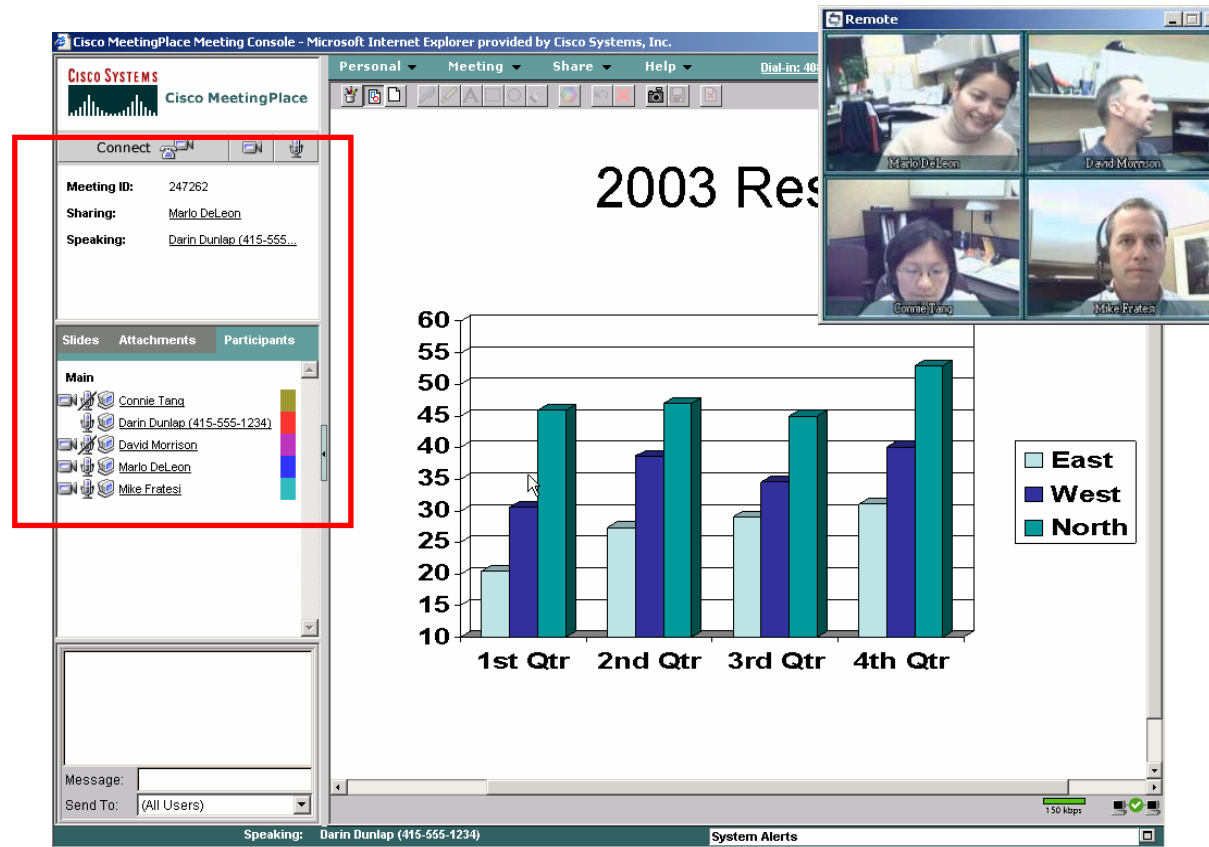 Cisco MeetingPlace Meeting Console - Microsoft Internet Explorer provided by Cisco Systems, Inc.
Remote
CISCO SYSTEMS
Cisco MeetingPlace
Personal Meeting Share Help Dial-in:
Connect
Meeting ID: 247262
Sharing: Marlo DeLeon
Speaking: Darin Dunlap (415-555...
Marlo DeLeon
David Morrison
Connie Tang
Mike Fratesi
Slides Attachments Participants
Main
Connie Tang
Darin Dunlap (415-555-1234)
David Morrison
Marlo DeLeon
Mike Fratesi
2003 Res
60
55
50
45
40
35
30
25
20
15
10
1st Qtr 2nd Qtr 3rd Qtr 4th Qtr
East
West
North
Message:
Send To: (All Users)
150 kbps
Speaking: Darin Dunlap (415-555-1234)
System Alerts